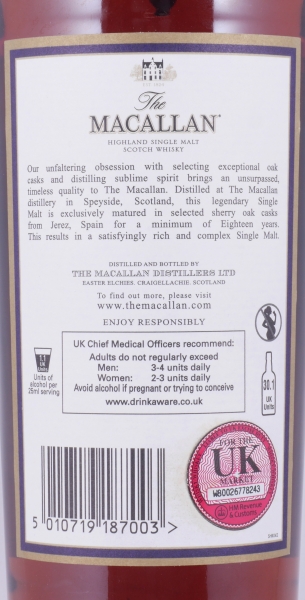 The
MACALLAN
HIGHLAND SINGLE MALT
SCOTCH WHISKY
Our unfaltering obsession with selecting exceptional oak
casks and distilling sublime spirit brings an unsurpassed,
timeless quality to The Macallan. Distilled at The Macallan
distillery in Speyside, Scotland, this legendary Single
Malt is exclusively matured in selected sherry oak casks
from Jerez, Spain for a minimum of Eighteen years.
This results in a satisfyingly rich and complex Single Malt.
DISTILLED AND BOTTLED BY
THE MACALLAN DISTILLERS LTD
EASTER ELCHIES, CRAIGELLACHIE, SCOTLAND
To find out more, please visit
www.themacallan.com
ENJOY RESPONSIBLY
UK Chief Medical Officers recommend:
Adults do not regularly exceed
Men: 3-4 units daily
Women: 2-3 units daily
Avoid alcohol if pregnant or trying to conceive
www.drinkaware.co.uk
1.1
Units of
alcohol per
25ml serving
30.1
UK
Units
FOR THE
UK
MARKET
WB0026778243
HM Revenue
& Customs
5 010719 187003 >